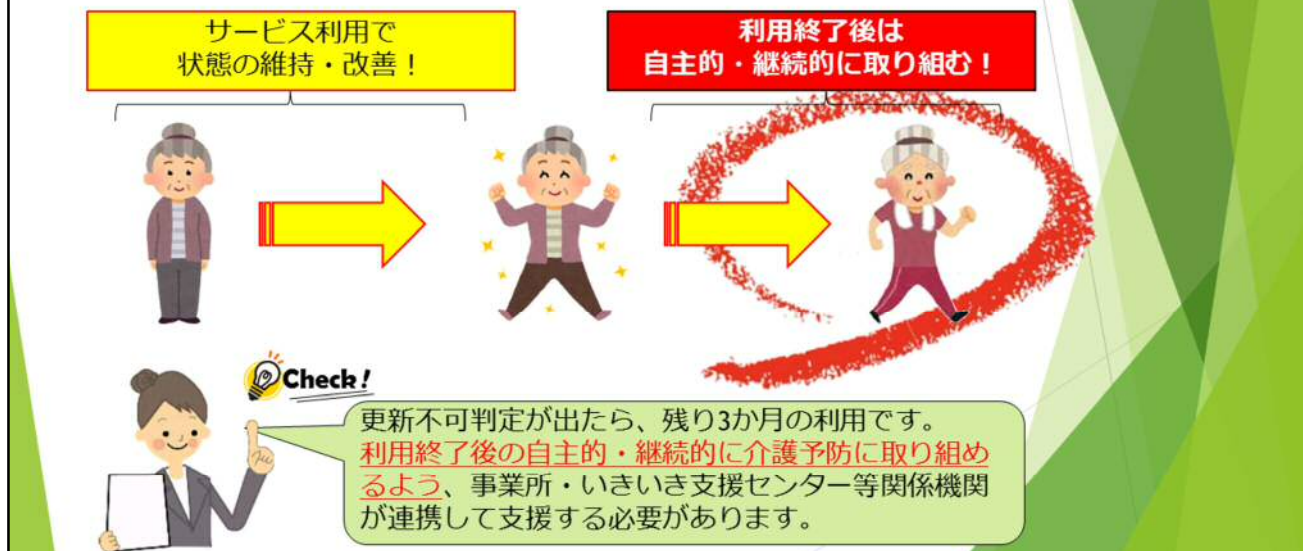 サービス利用で
状態の維持・改善！
利用終了後は
自主的・継続的に取り組む！
Check!
更新不可判定が出たら、残り3か月の利用です。
利用終了後の自主的・継続的に介護予防に取り組め
るよう、事業所・いきいき支援センター等関係機関
が連携して支援する必要があります。